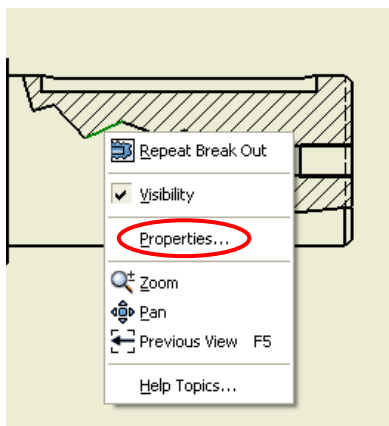 Repeat Break Out
Visibility
Properties...
Zoom
Pan
Previous View F5
Help Topics...